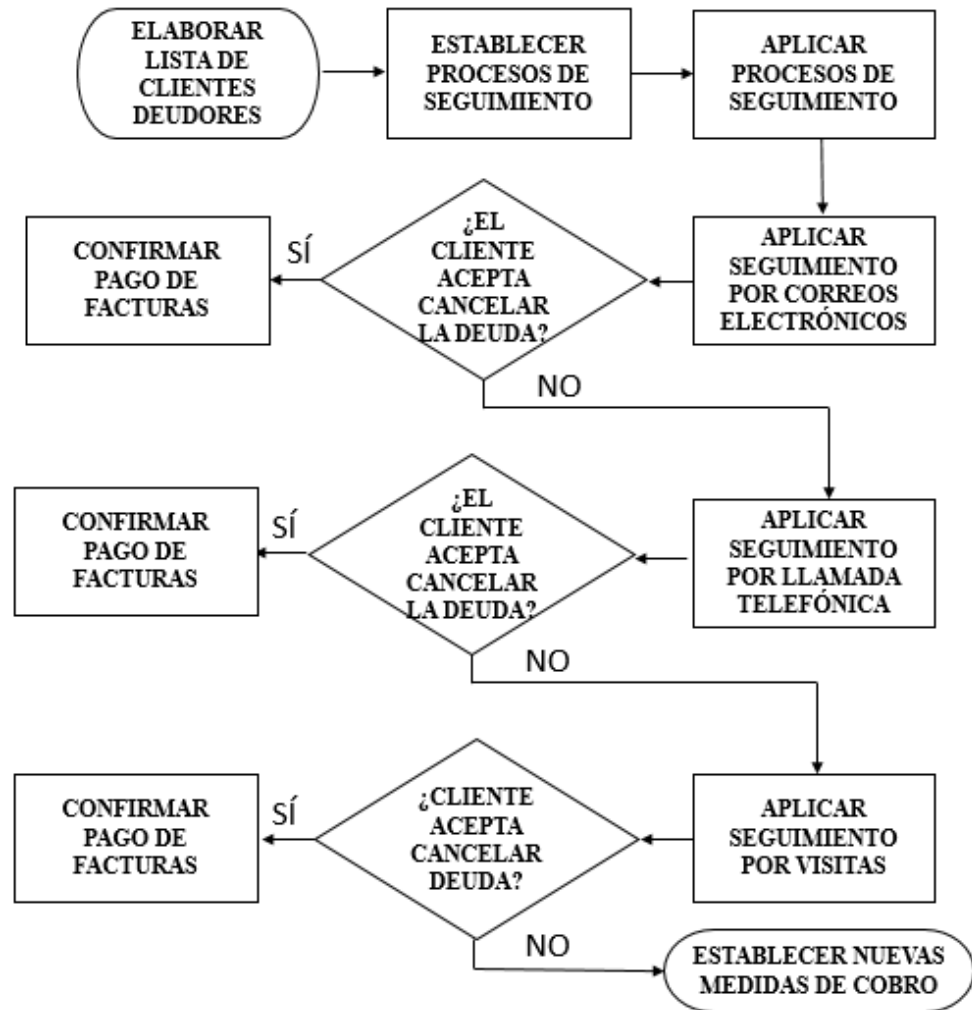 ELABORAR
LISTA DE
CLIENTES
DEUDORES
ESTABLECER
PROCESOS DE
SEGUIMIENTO
APLICAR
PROCESOS DE
SEGUIMIENTO
CONFIRMAR
PAGO DE
FACTURAS
SÍ
¿EL
CLIENTE
ACEPTA
CANCELAR
LA DEUDA?
APLICAR
SEGUIMIENTO
POR CORREOS
ELECTRÓNICOS
NO
CONFIRMAR
PAGO DE
FACTURAS
SÍ
¿EL
CLIENTE
ACEPTA
CANCELAR
LA DEUDA?
APLICAR
SEGUIMIENTO
POR LLAMADA
TELEFÓNICA
NO
CONFIRMAR
PAGO DE
FACTURAS
SÍ
¿CLIENTE
ACEPTA
CANCELAR
DEUDA?
APLICAR
SEGUIMIENTO
POR VISITAS
NO
ESTABLECER NUEVAS
MEDIDAS DE COBRO